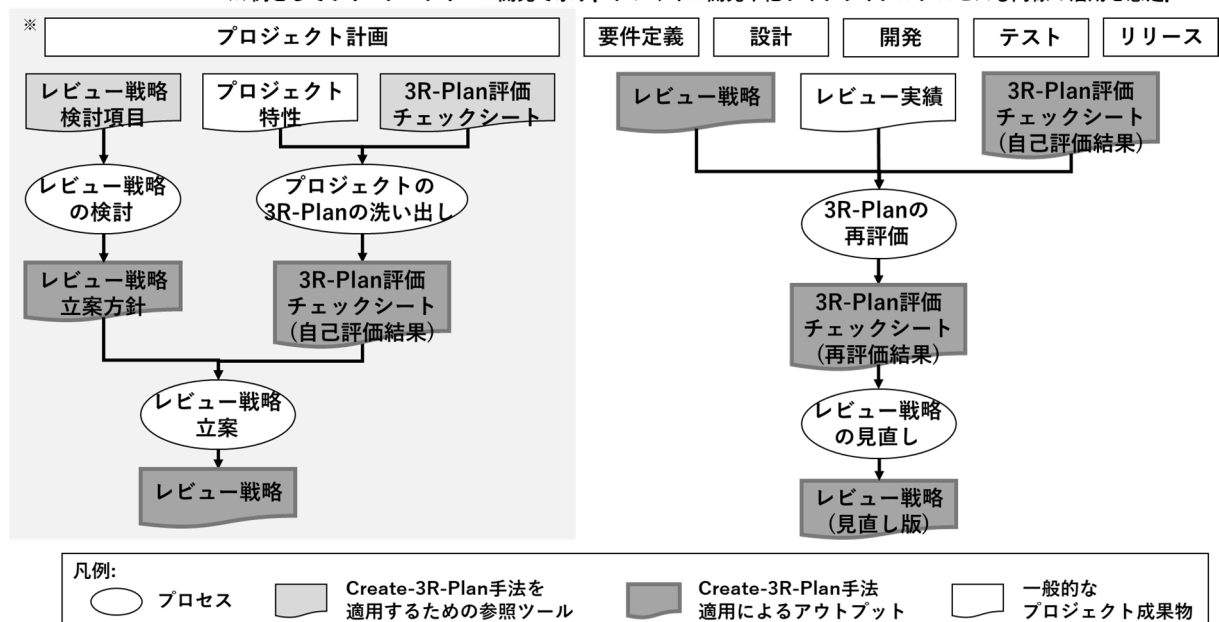 ※
プロジェクト計画
要件定義
設計
開発
テスト
リリース
レビュー戦略
検討項目
プロジェクト
特性
3R-Plan評価
チェックシート
レビュー戦略
の検討
プロジェクトの
3R-Planの洗い出し
レビュー戦略
立案方針
3R-Plan評価
チェックシート
(自己評価結果)
レビュー戦略
立案
レビュー戦略
レビュー戦略
レビュー実績
3R-Plan評価
チェックシート
(自己評価結果)
3R-Planの
再評価
3R-Plan評価
チェックシート
(再評価結果)
レビュー戦略
の見直し
レビュー戦略
(見直し版)
凡例:
プロセス
Create-3R-Plan手法を
適用するための参照ツール
Create-3R-Plan手法
適用によるアウトプット
一般的な
プロジェクト成果物